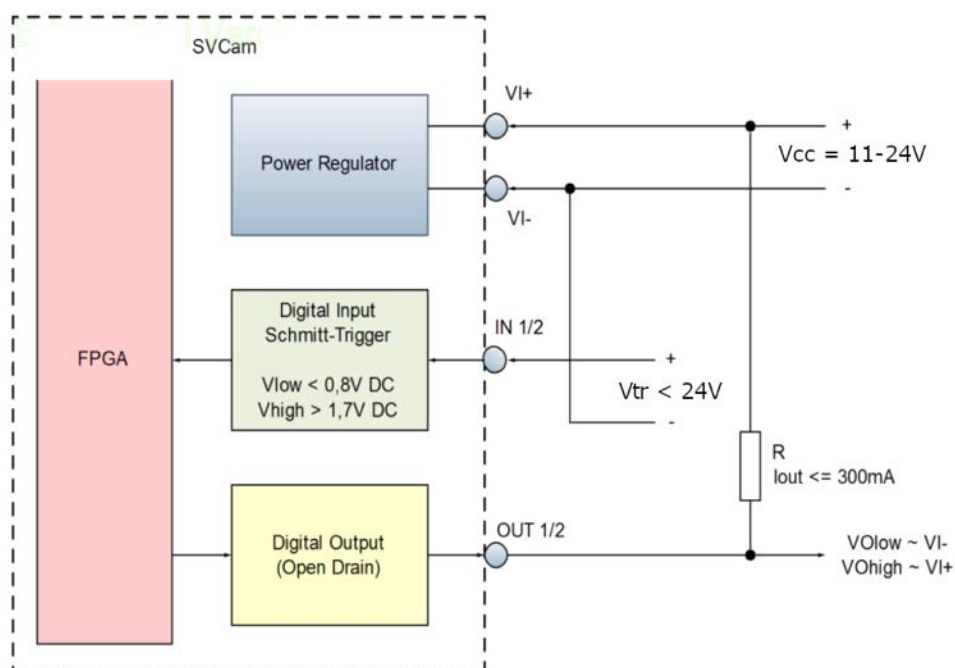 SVCam
VI+
+
Power Regulator
Vcc = 11-24V
-
VI-
Digital Input
Schmitt-Trigger
IN 1/2
FPGA
+
Vlow < 0,8V DC
Vhigh > 1,7V DC
Vtr < 24V
-
R
Iout <= 300mA
OUT 1/2
Digital Output
(Open Drain)
VOlow ~ VI-
VOhigh ~ VI+